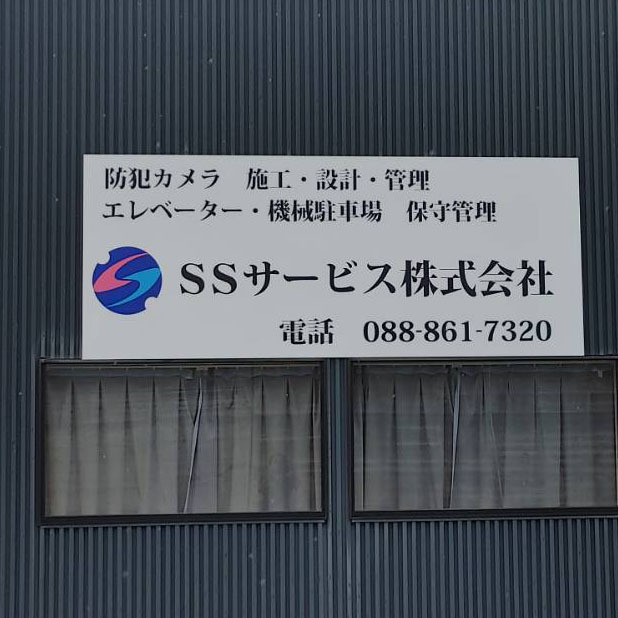 防犯カメラ　施工・設計・管理
エレベーター・機械駐車場　保守管理
SSサービス株式会社
電話　088-861-7320